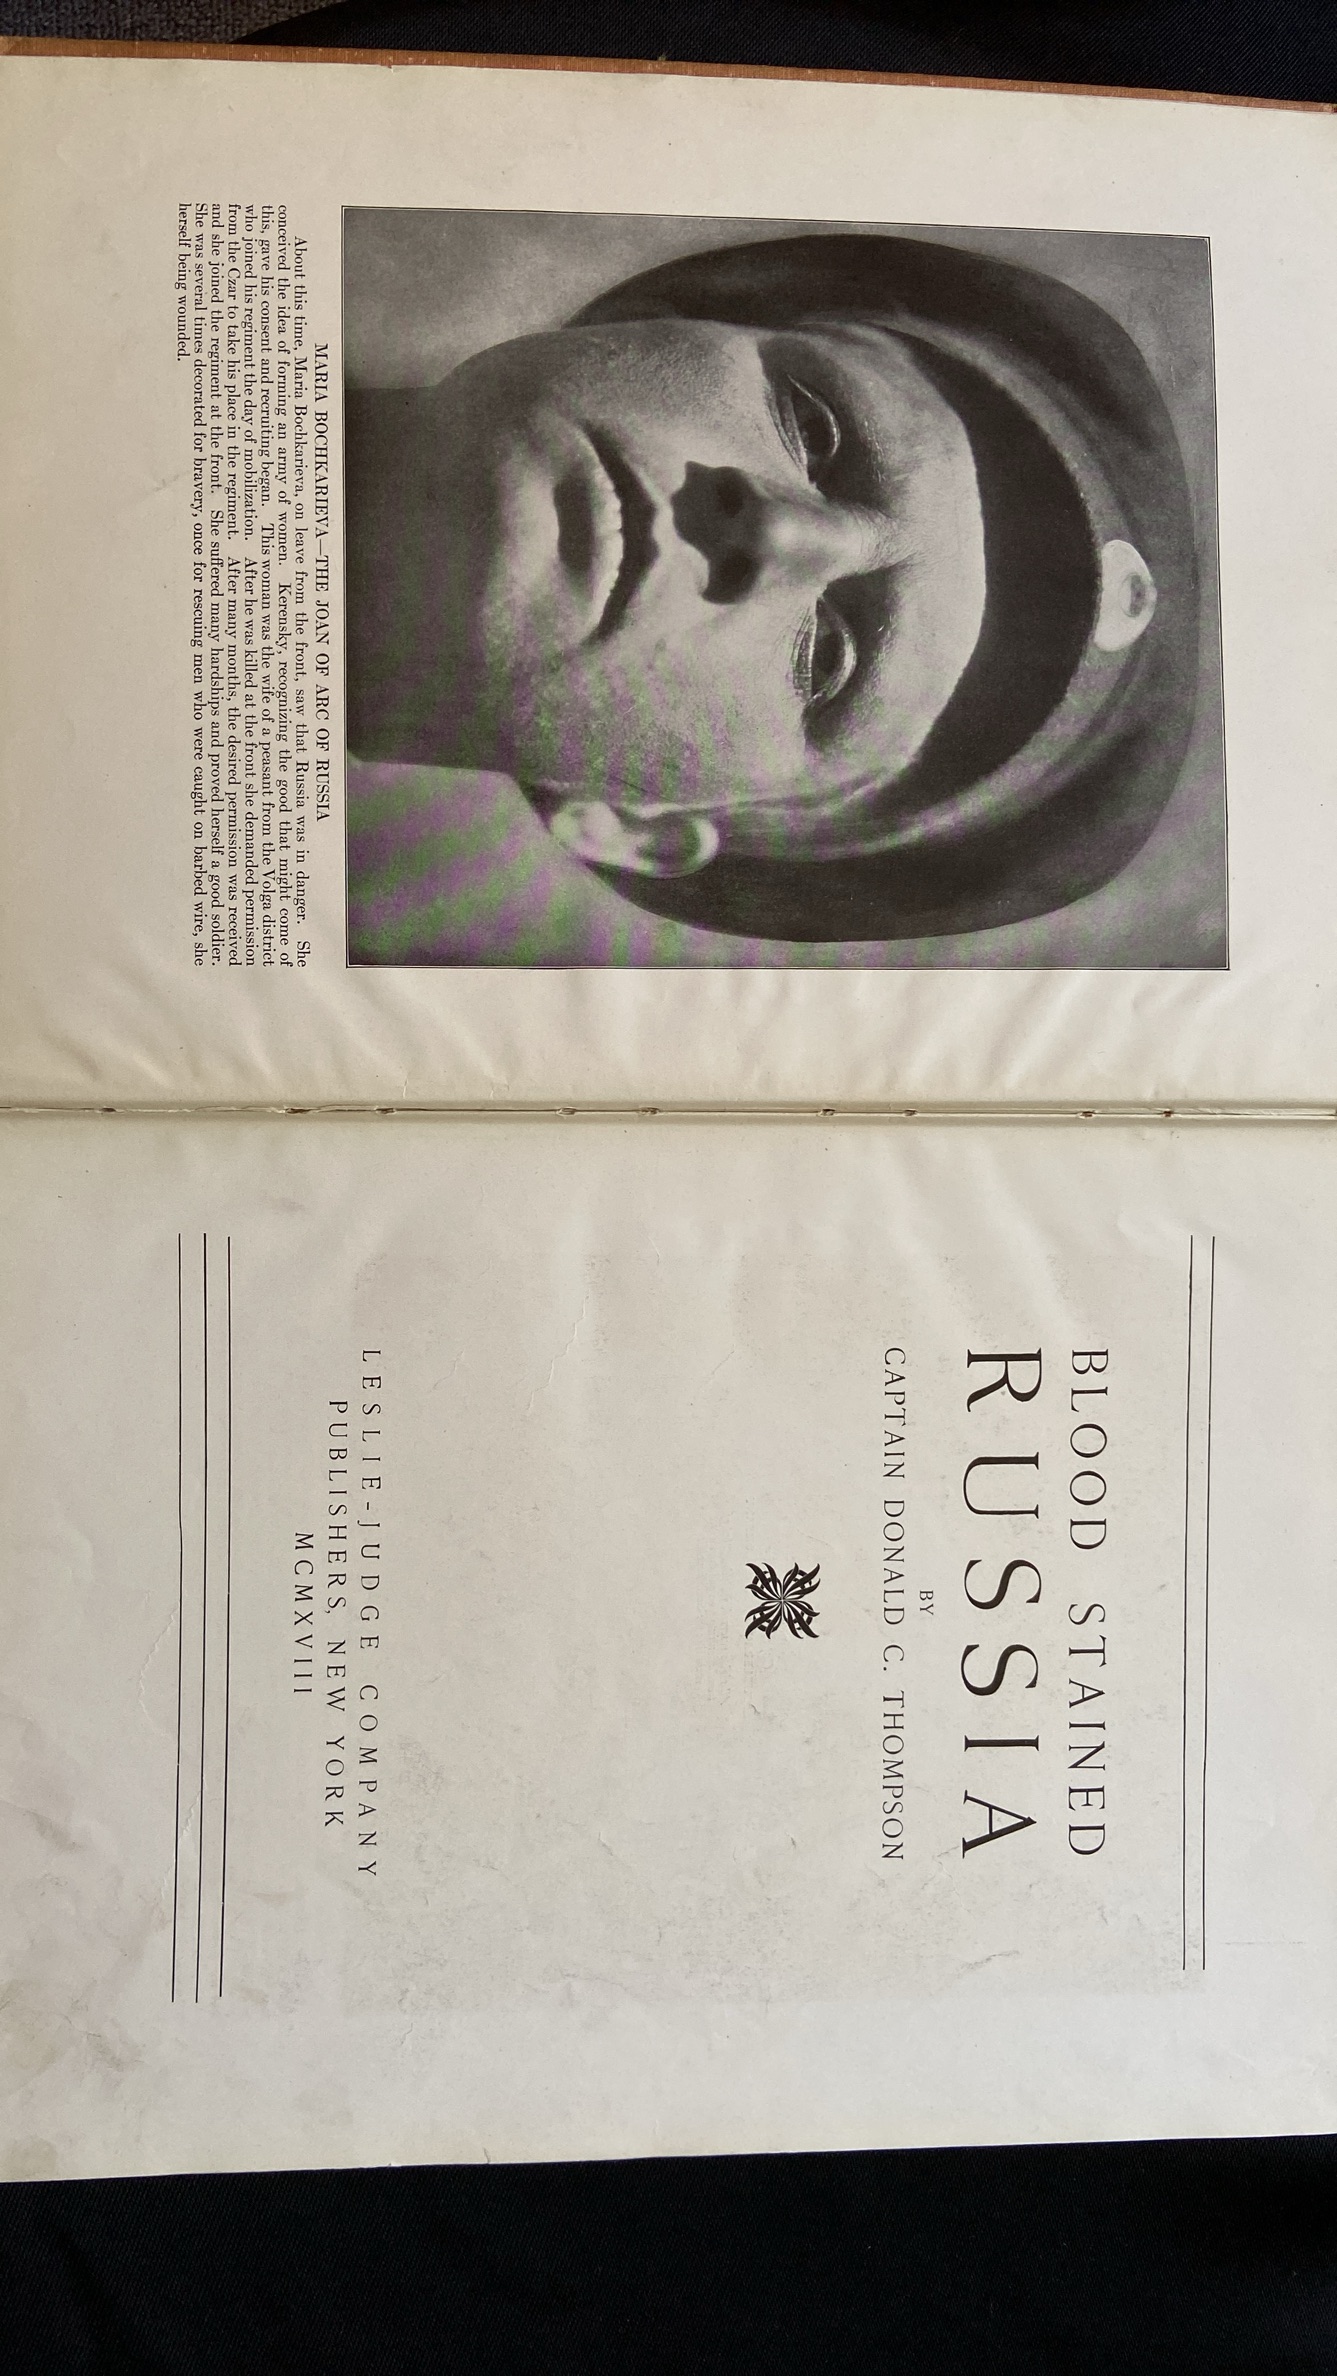 MARIA BOCHKARIEVA—THE JOAN OF ARC OF RUSSIA
About this time, Maria Bochkarieva, on leave from the front, saw that Russia was in danger. She
conceived the idea of forming an army of women. Kerensky, recognizing the good that might come of
this, gave his consent and recruiting began. This woman was the wife of a peasant from the Volga district
who joined his regiment the day of mobilization. After he was killed at the front she demanded permission
from the Czar to take his place in the regiment. After many months, the desired permission was received
and she joined the regiment at the front. She suffered many hardships and proved herself a good soldier.
She was several times decorated for bravery, once for rescuing men who were caught on barbed wire, she
herself being wounded.
BLOOD STAINED
RUSSIA
BY
CAPTAIN DONALD C. THOMPSON
LESLIE-JUDGE COMPANY
PUBLISHERS, NEW YORK
MCMXVIII